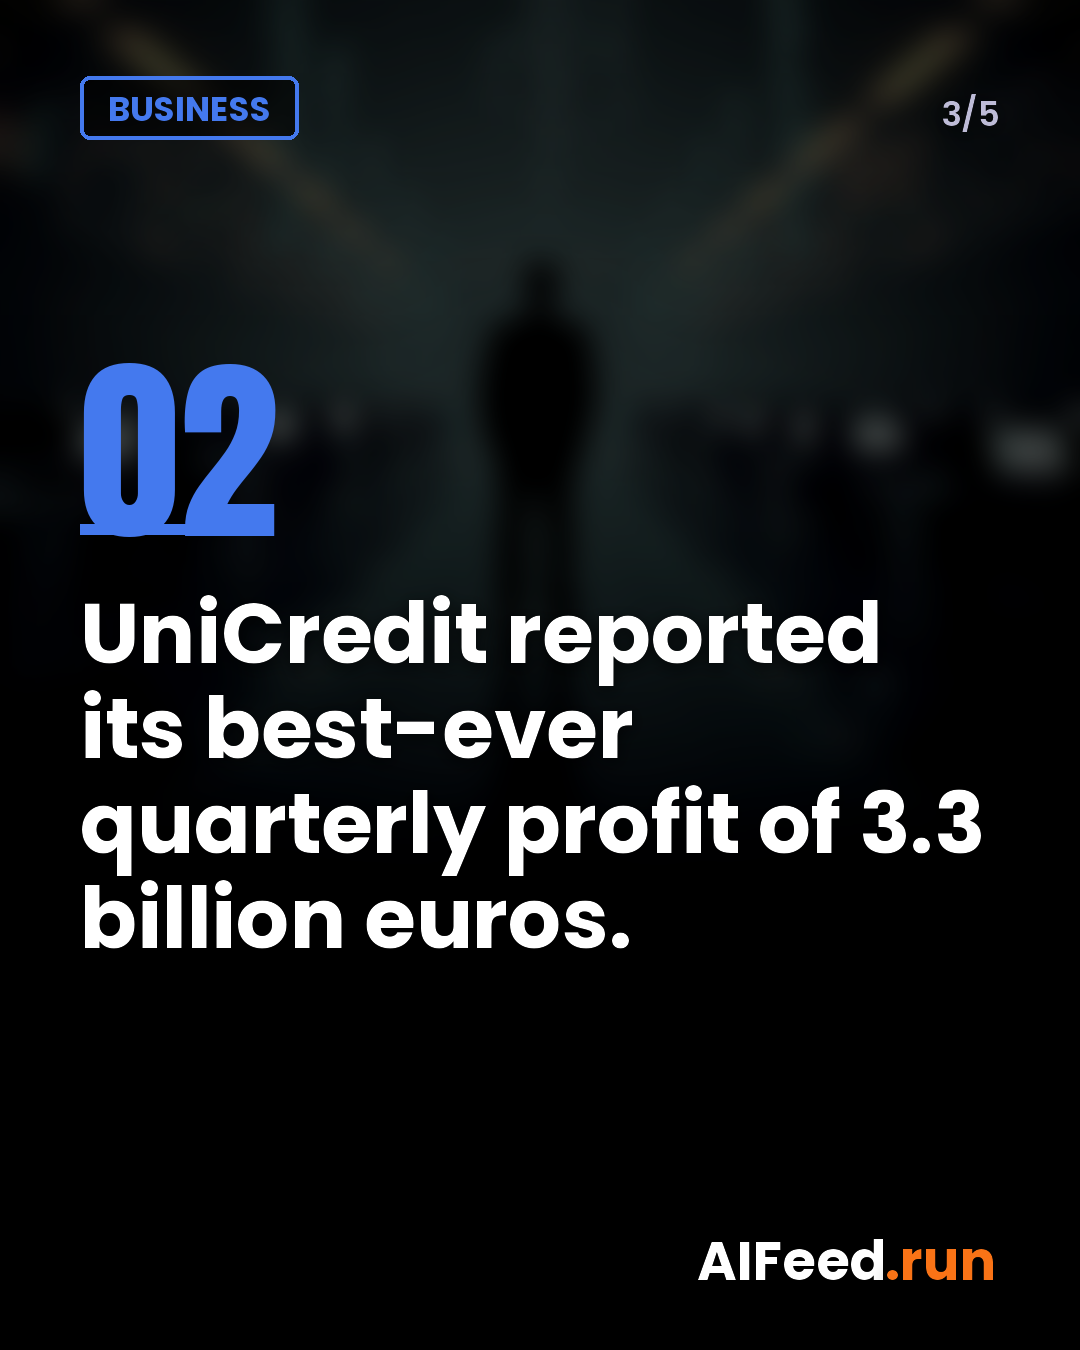 BUSINESS
3/5
02
UniCredit reported
its best-ever
quarterly profit of 3.3
billion euros.
AIFeed.run